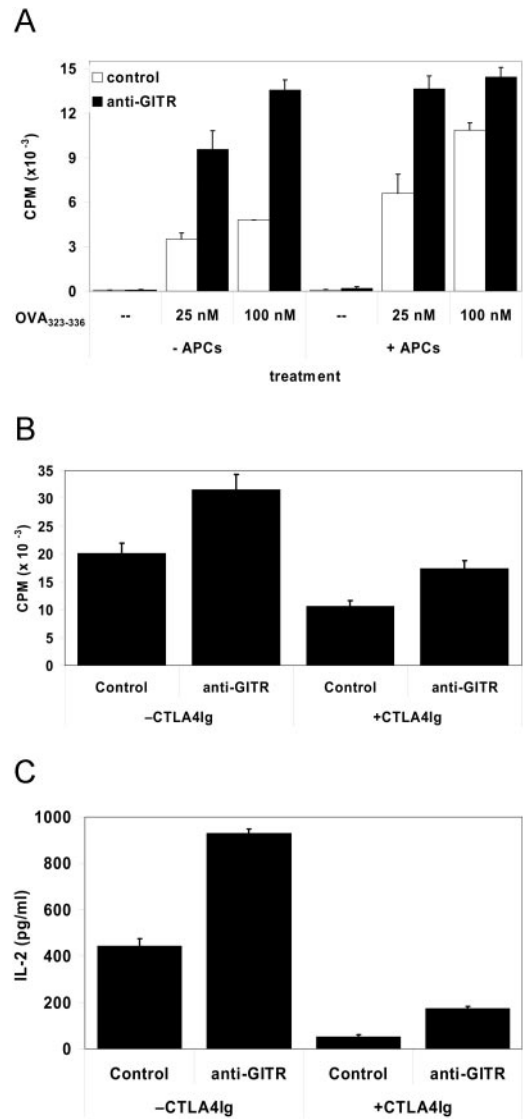 A
15
12
9
6
3
0
CPM (x10 -3)
control
anti-GITR
OVA323-336 -- 25 nM 100 nM -- 25 nM 100 nM
- APCs + APCs
treatment
B
35
30
25
20
15
10
5
0
CPM (x 10 -3)
Control anti-GITR Control anti-GITR
–CTLA4Ig +CTLA4Ig
C
1000
800
600
400
200
0
IL-2 (pg/ml)
Control anti-GITR Control anti-GITR
–CTLA4Ig +CTLA4Ig